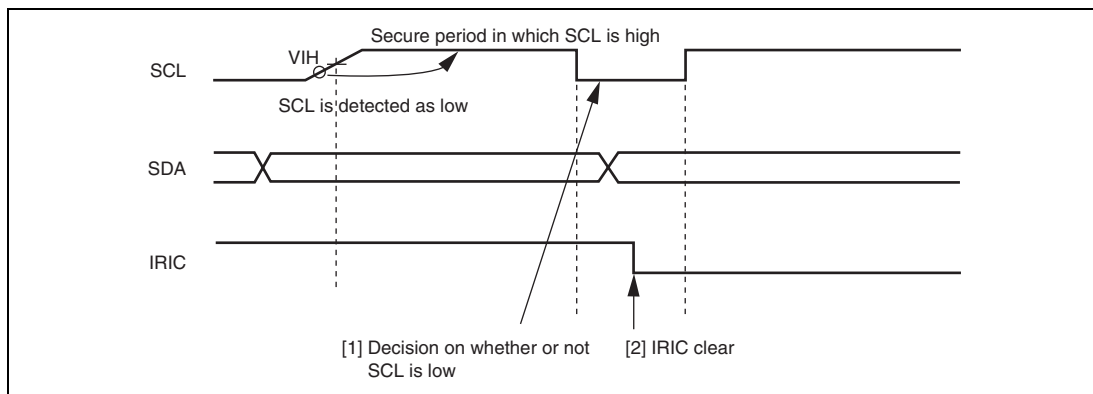 Secure period in which SCL is high
VIH
SCL
SCL is detected as low
SDA
IRIC
[1] Decision on whether or not
SCL is low
[2] IRIC clear